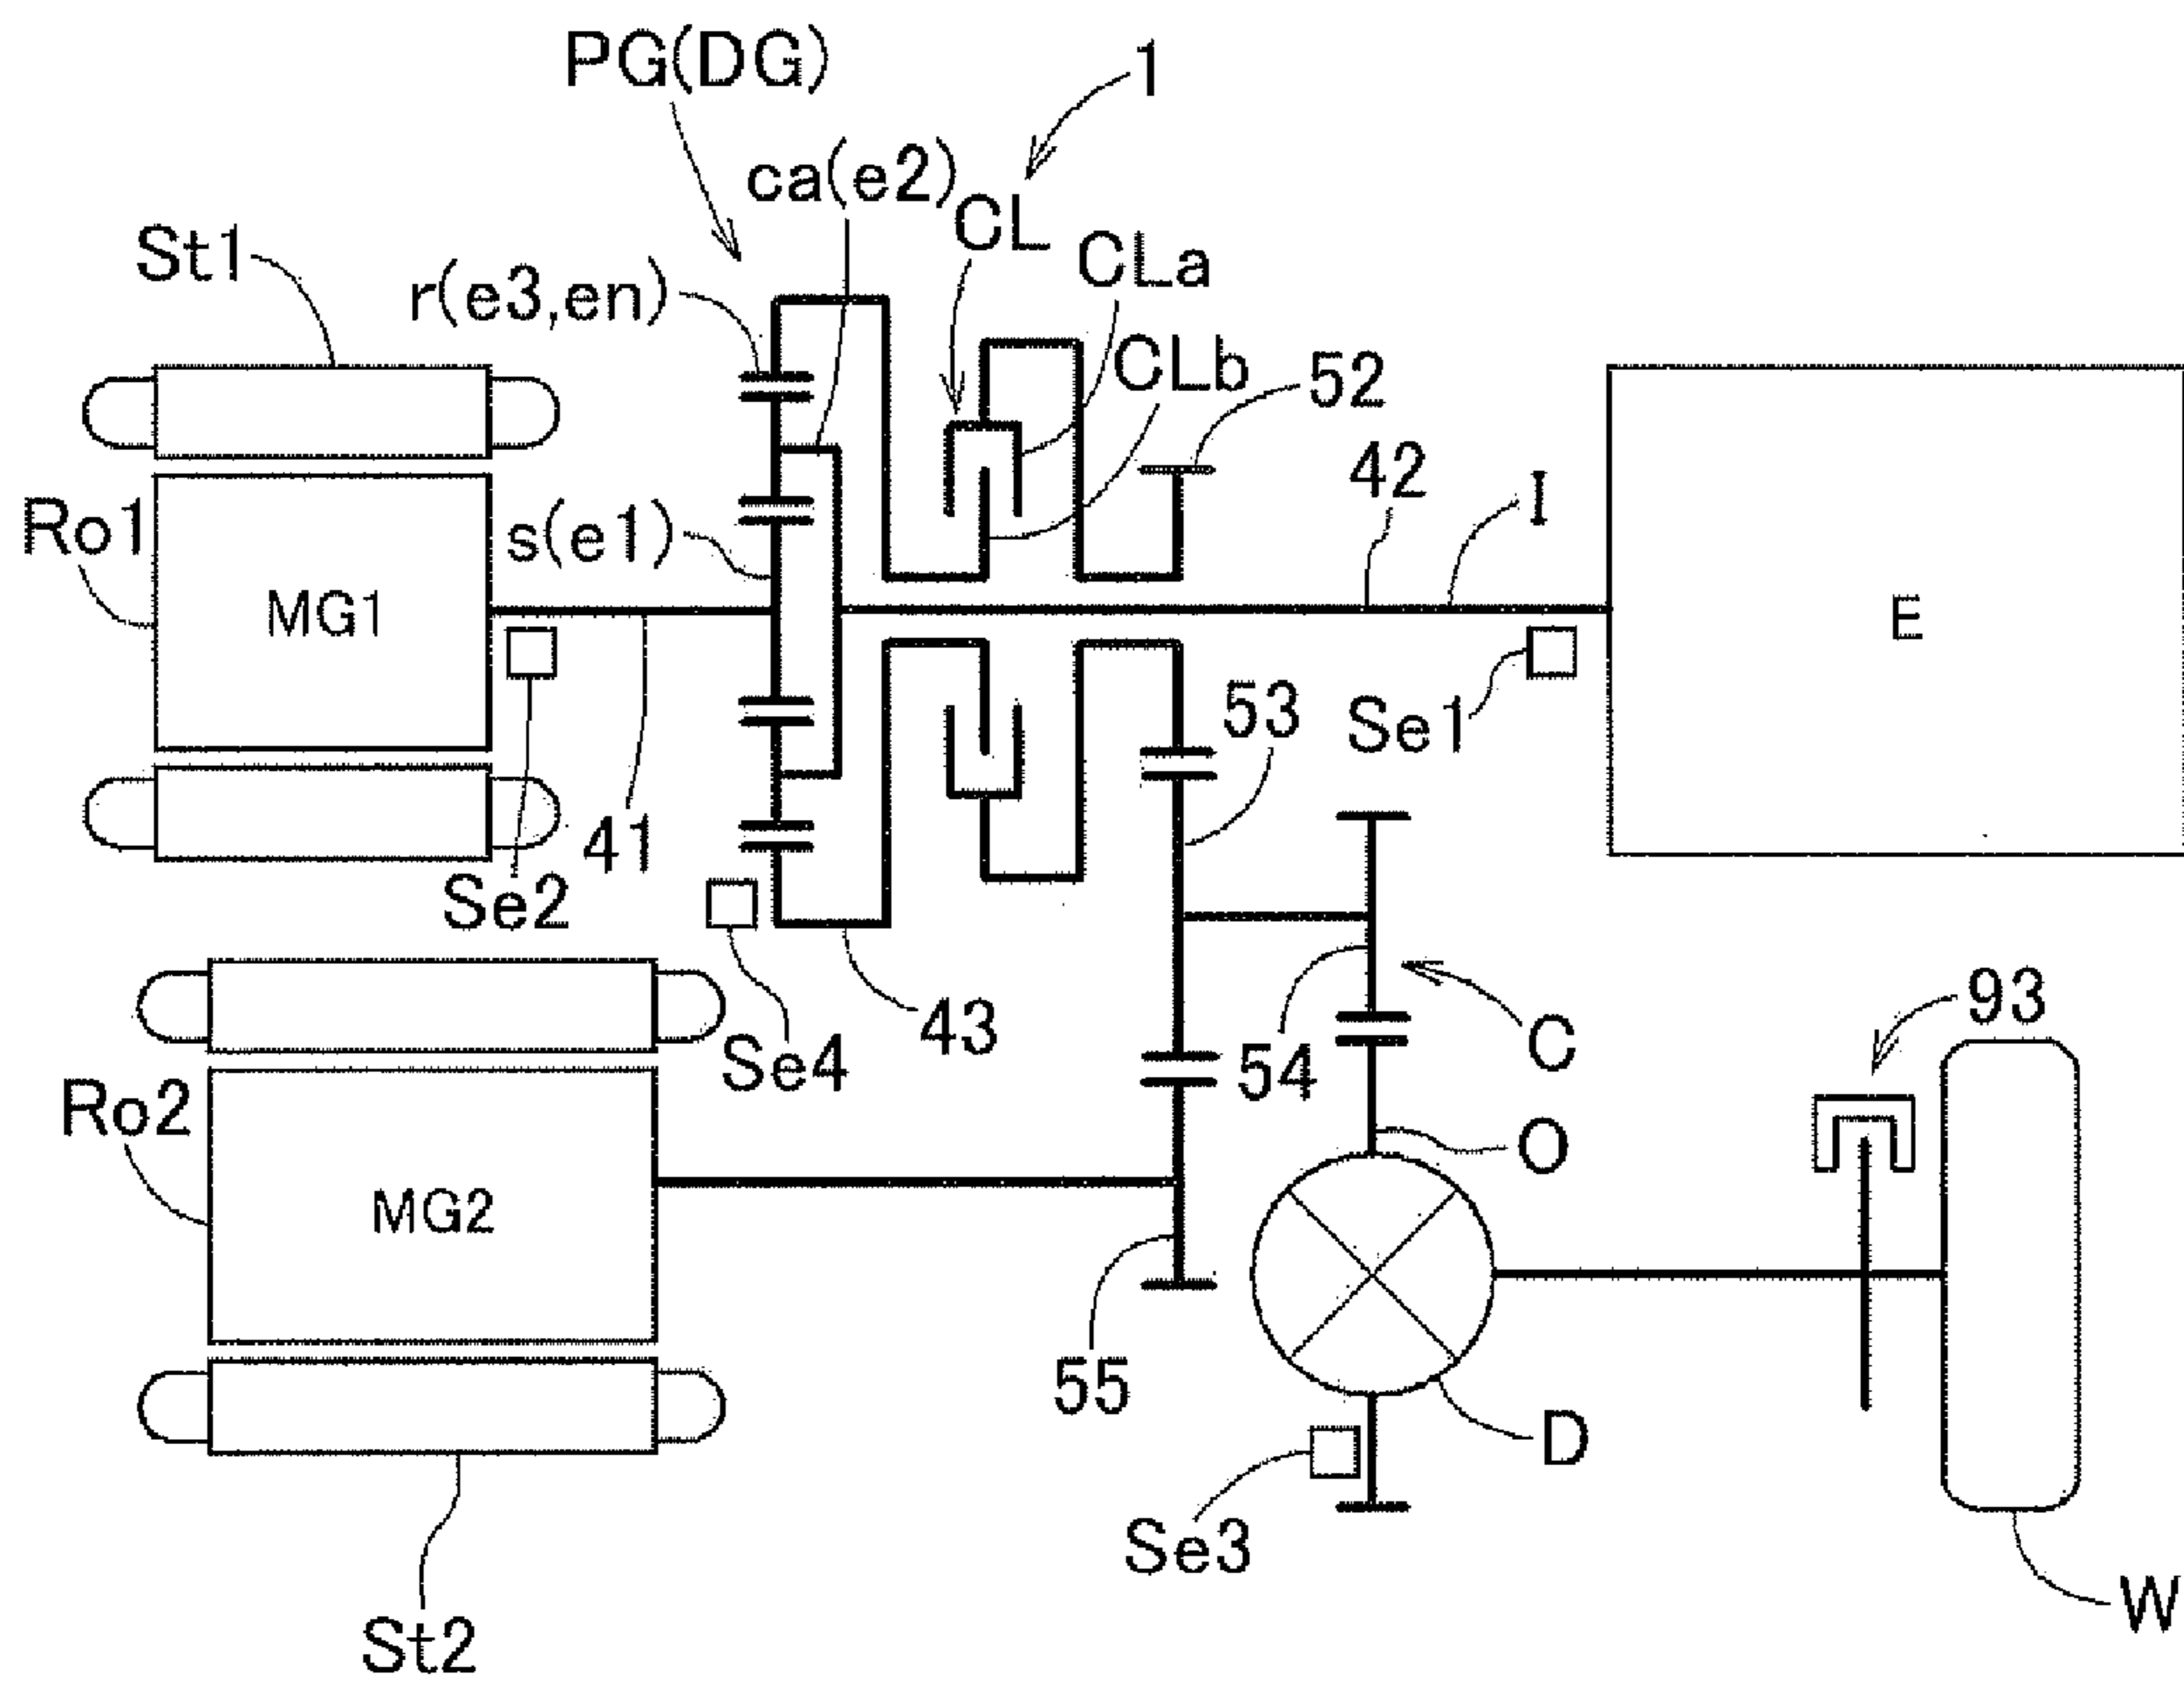 PG(DG)
1
ca(e2)
CL
St1
CLa
r(e3,en)
CLb
52
42
I
Ro1
s(e1)
MG1
E
53
Se1
41
Se2
93
43
C
Se4
54
Ro2
O
MG2
55
D
Se3
W
St2